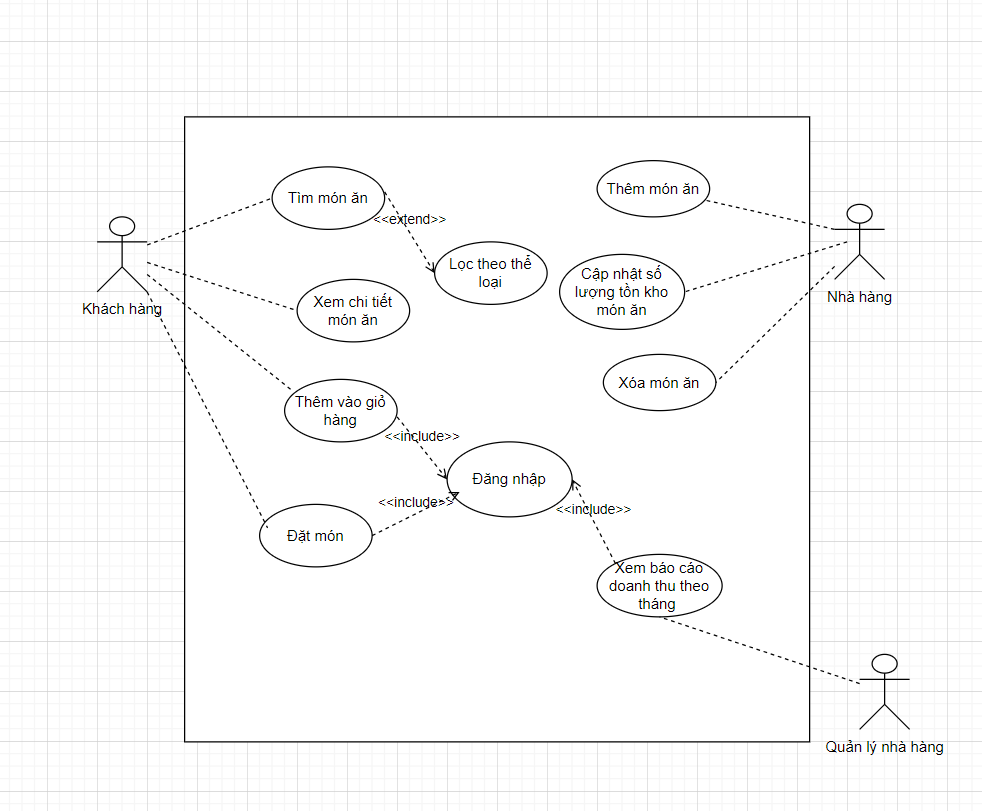 Tìm món ăn
<<extend>>
Lọc theo thể
loại
Xem chi tiết
món ăn
Khách hàng
Thêm vào giỏ
hàng
<<include>>
Đăng nhập
<<include>>
Đặt món
Thêm món ăn
Cập nhật số
lượng tồn kho
món ăn
Nhà hàng
Xóa món ăn
<<include>>
Xem báo cáo
doanh thu theo
tháng
Quản lý nhà hàng